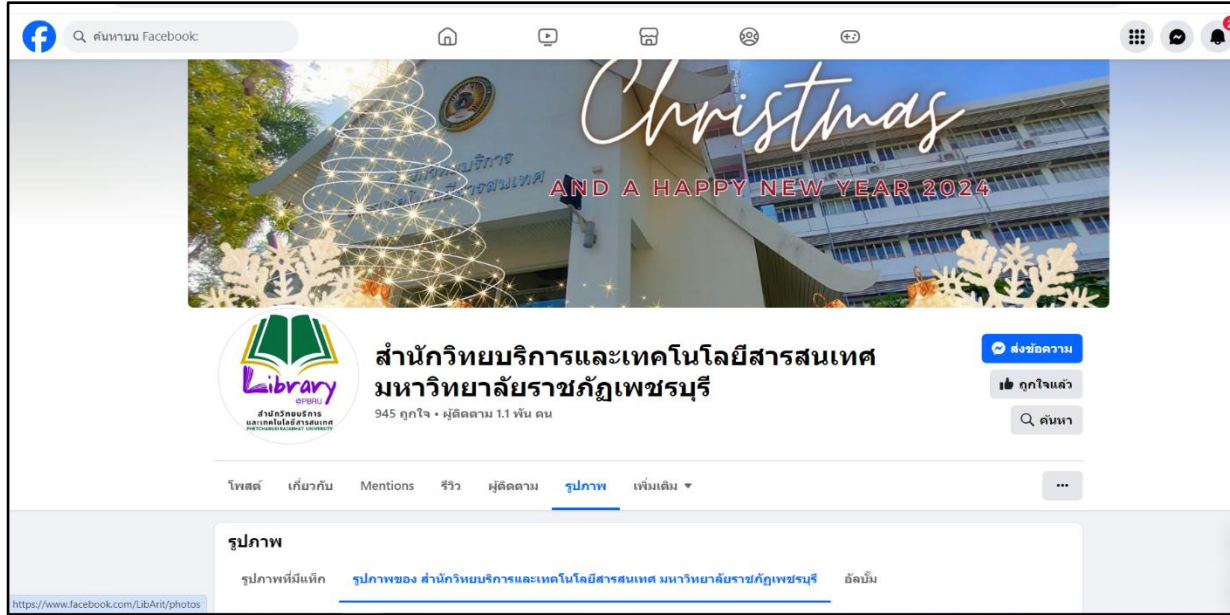 ค้นหาบน Facebook:
Christmas
AND A HAPPY NEW YEAR 2024
Library
@PBRU
สำนักวิทยบริการ
และเทคโนโลยีสารสนเทศ
PHETCHABURI RAJABHAT UNIVERSITY
สำนักวิทยบริการและเทคโนโลยีสารสนเทศ
มหาวิทยาลัยราชภัฏเพชรบุรี
945 ถูกใจ • ผู้ติดตาม 1.1 พัน คน
ส่งข้อความ
ถูกใจแล้ว
ค้นหา
โพสต์ เกี่ยวกับ Mentions รีวิว ผู้ติดตาม รูปภาพ เพิ่มเติม
รูปภาพ
รูปภาพที่มีแท็ก รูปภาพของ สำนักวิทยบริการและเทคโนโลยีสารสนเทศ มหาวิทยาลัยราชภัฏเพชรบุรี อัลบั้ม
https://www.facebook.com/LibArit/photos